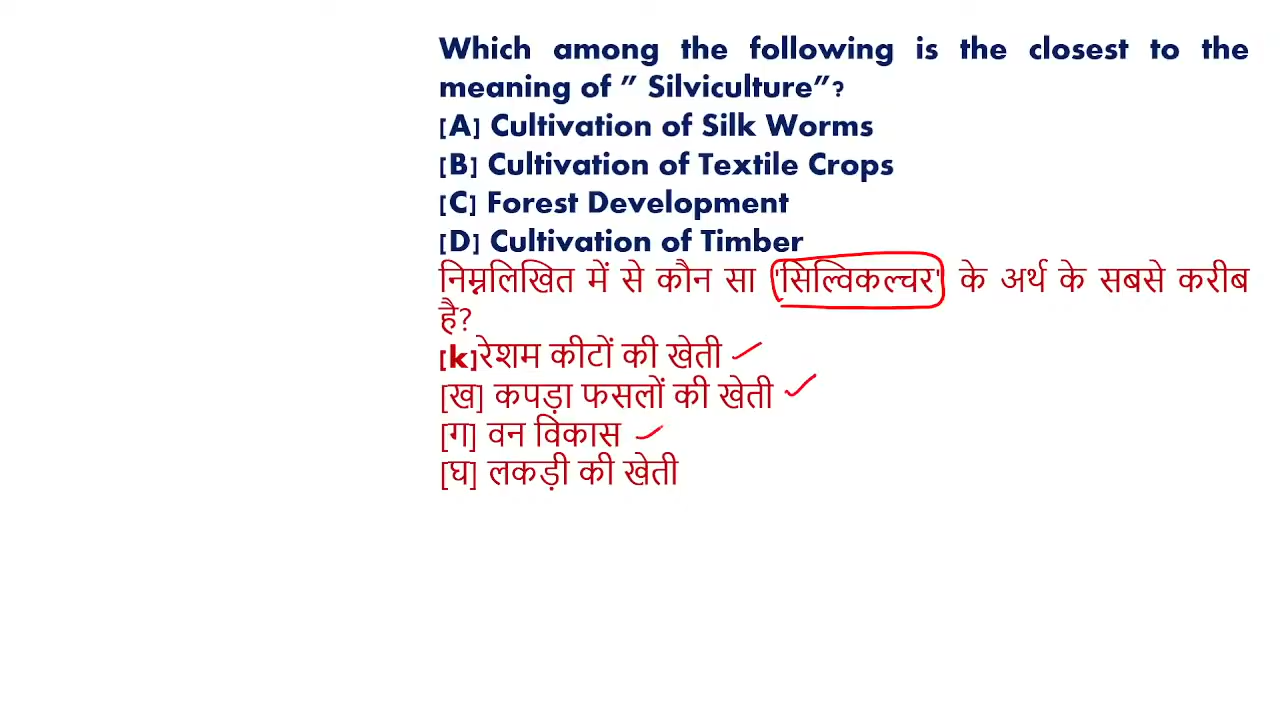 Which among the following is the closest to the
meaning of ” Silviculture”?
[A] Cultivation of Silk Worms
[B] Cultivation of Textile Crops
[C] Forest Development
[D] Cultivation of Timber
निम्नलिखित में से कौन सा 'सिल्विकल्चर' के अर्थ के सबसे करीब
है?
[k]रेशम कीटों की खेती
[ख] कपड़ा फसलों की खेती
[ग] वन विकास
[घ] लकड़ी की खेती